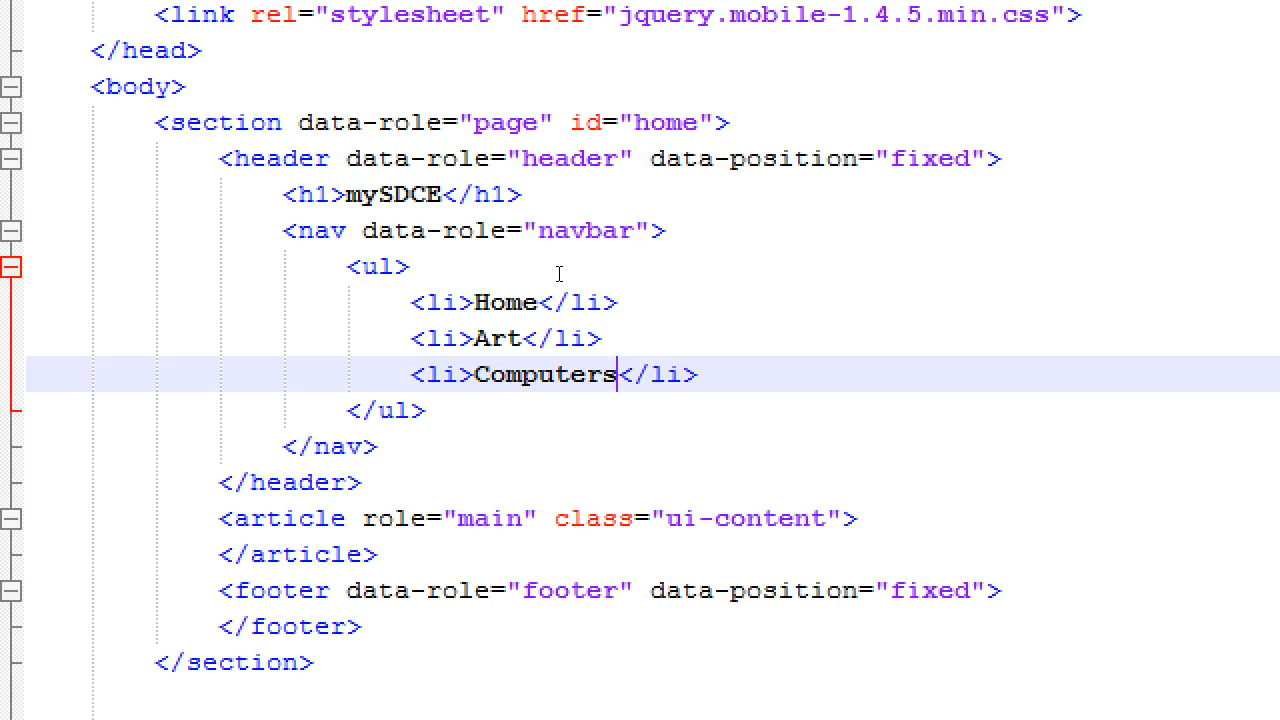 <link rel="stylesheet" href="jquery.mobile-1.4.5.min.css">
</head>
<body>
<section data-role="page" id="home">
<header data-role="header" data-position="fixed">
<h1>mySDCE</h1>
<nav data-role="navbar">
<ul>
<li>Home</li>
<li>Art</li>
<li>Computers</li>
</ul>
</nav>
</header>
<article role="main" class="ui-content">
</article>
<footer data-role="footer" data-position="fixed">
</footer>
</section>